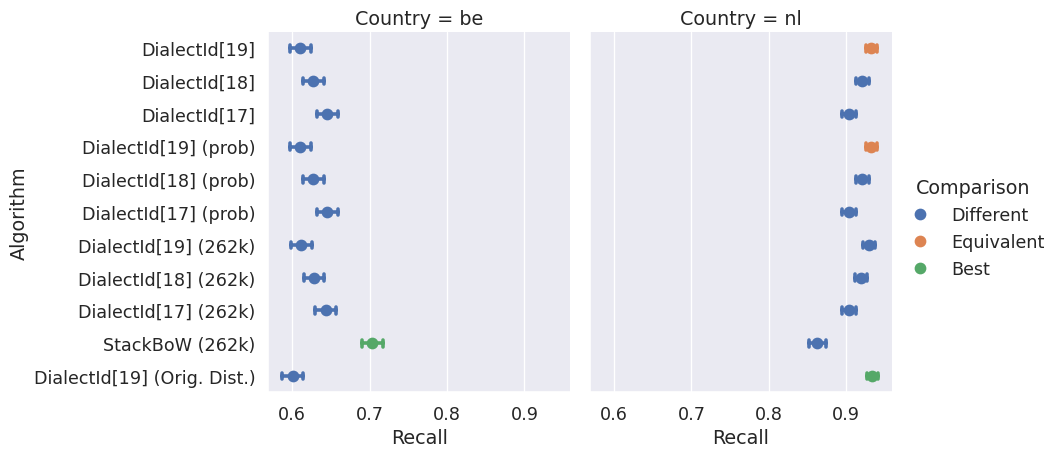 Country = be
Country = nl
Algorithm
DialectId[19]
DialectId[18]
DialectId[17]
DialectId[19] (prob)
DialectId[18] (prob)
DialectId[17] (prob)
DialectId[19] (262k)
DialectId[18] (262k)
DialectId[17] (262k)
StackBoW (262k)
DialectId[19] (Orig. Dist.)
0.6 0.7 0.8 0.9
Recall
0.6 0.7 0.8 0.9
Recall
Comparison
Different
Equivalent
Best